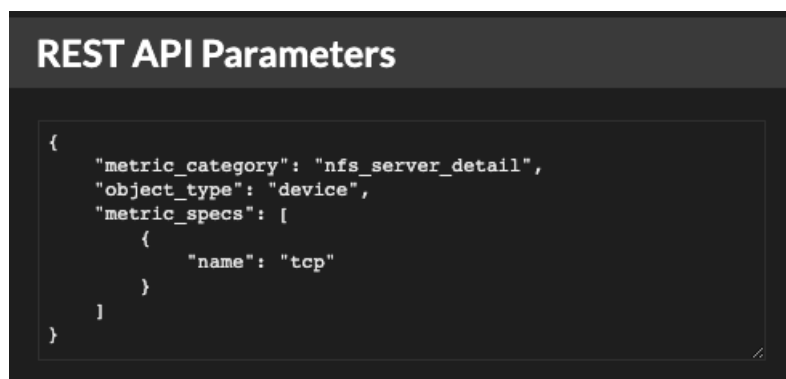 REST API Parameters
{
    "metric_category": "nfs_server_detail",
    "object_type": "device",
    "metric_specs": [
        {
            "name": "tcp"
        }
    ]
}